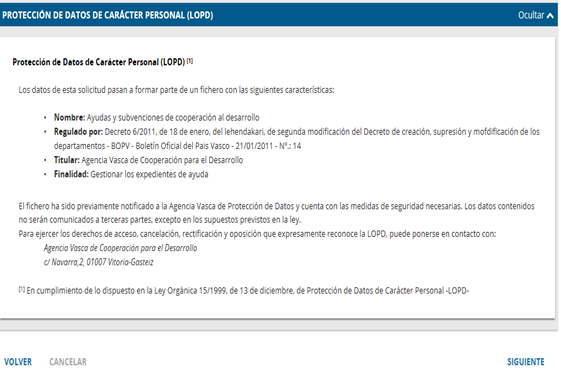 PROTECCIÓN DE DATOS DE CARÁCTER PERSONAL (LOPD)
Ocultar
Protección de Datos de Carácter Personal (LOPD) [1]
Los datos de esta solicitud pasan a formar parte de un fichero con las siguientes características:
• Nombre: Ayudas y subvenciones de cooperación al desarrollo
• Regulado por: Decreto 6/2011, de 18 de enero, del lehendakari, de segunda modificación del Decreto de creación, supresión y mofdificación de los
departamentos - BOPV - Boletín Oficial del Pais Vasco - 21/01/2011 - Nº.: 14
• Titular: Agencia Vasca de Cooperación para el Desarrollo
• Finalidad: Gestionar los expedientes de ayuda
El fichero ha sido previamente notificado a la Agencia Vasca de Protección de Datos y cuenta con las medidas de seguridad necesarias. Los datos contenidos
no serán comunicados a terceras partes, excepto en los supuestos previstos en la ley.
Para ejercer los derechos de acceso, cancelación, rectificación y oposición que expresamente reconoce la LOPD, puede ponerse en contacto con:
Agencia Vasca de Cooperación para el Desarrollo
c/ Navarra,2, 01007 Vitoria-Gasteiz
[1] En cumplimiento de lo dispuesto en la Ley Orgánica 15/1999, de 13 de diciembre, de Protección de Datos de Carácter Personal -LOPD-
VOLVER CANCELAR SIGUIENTE